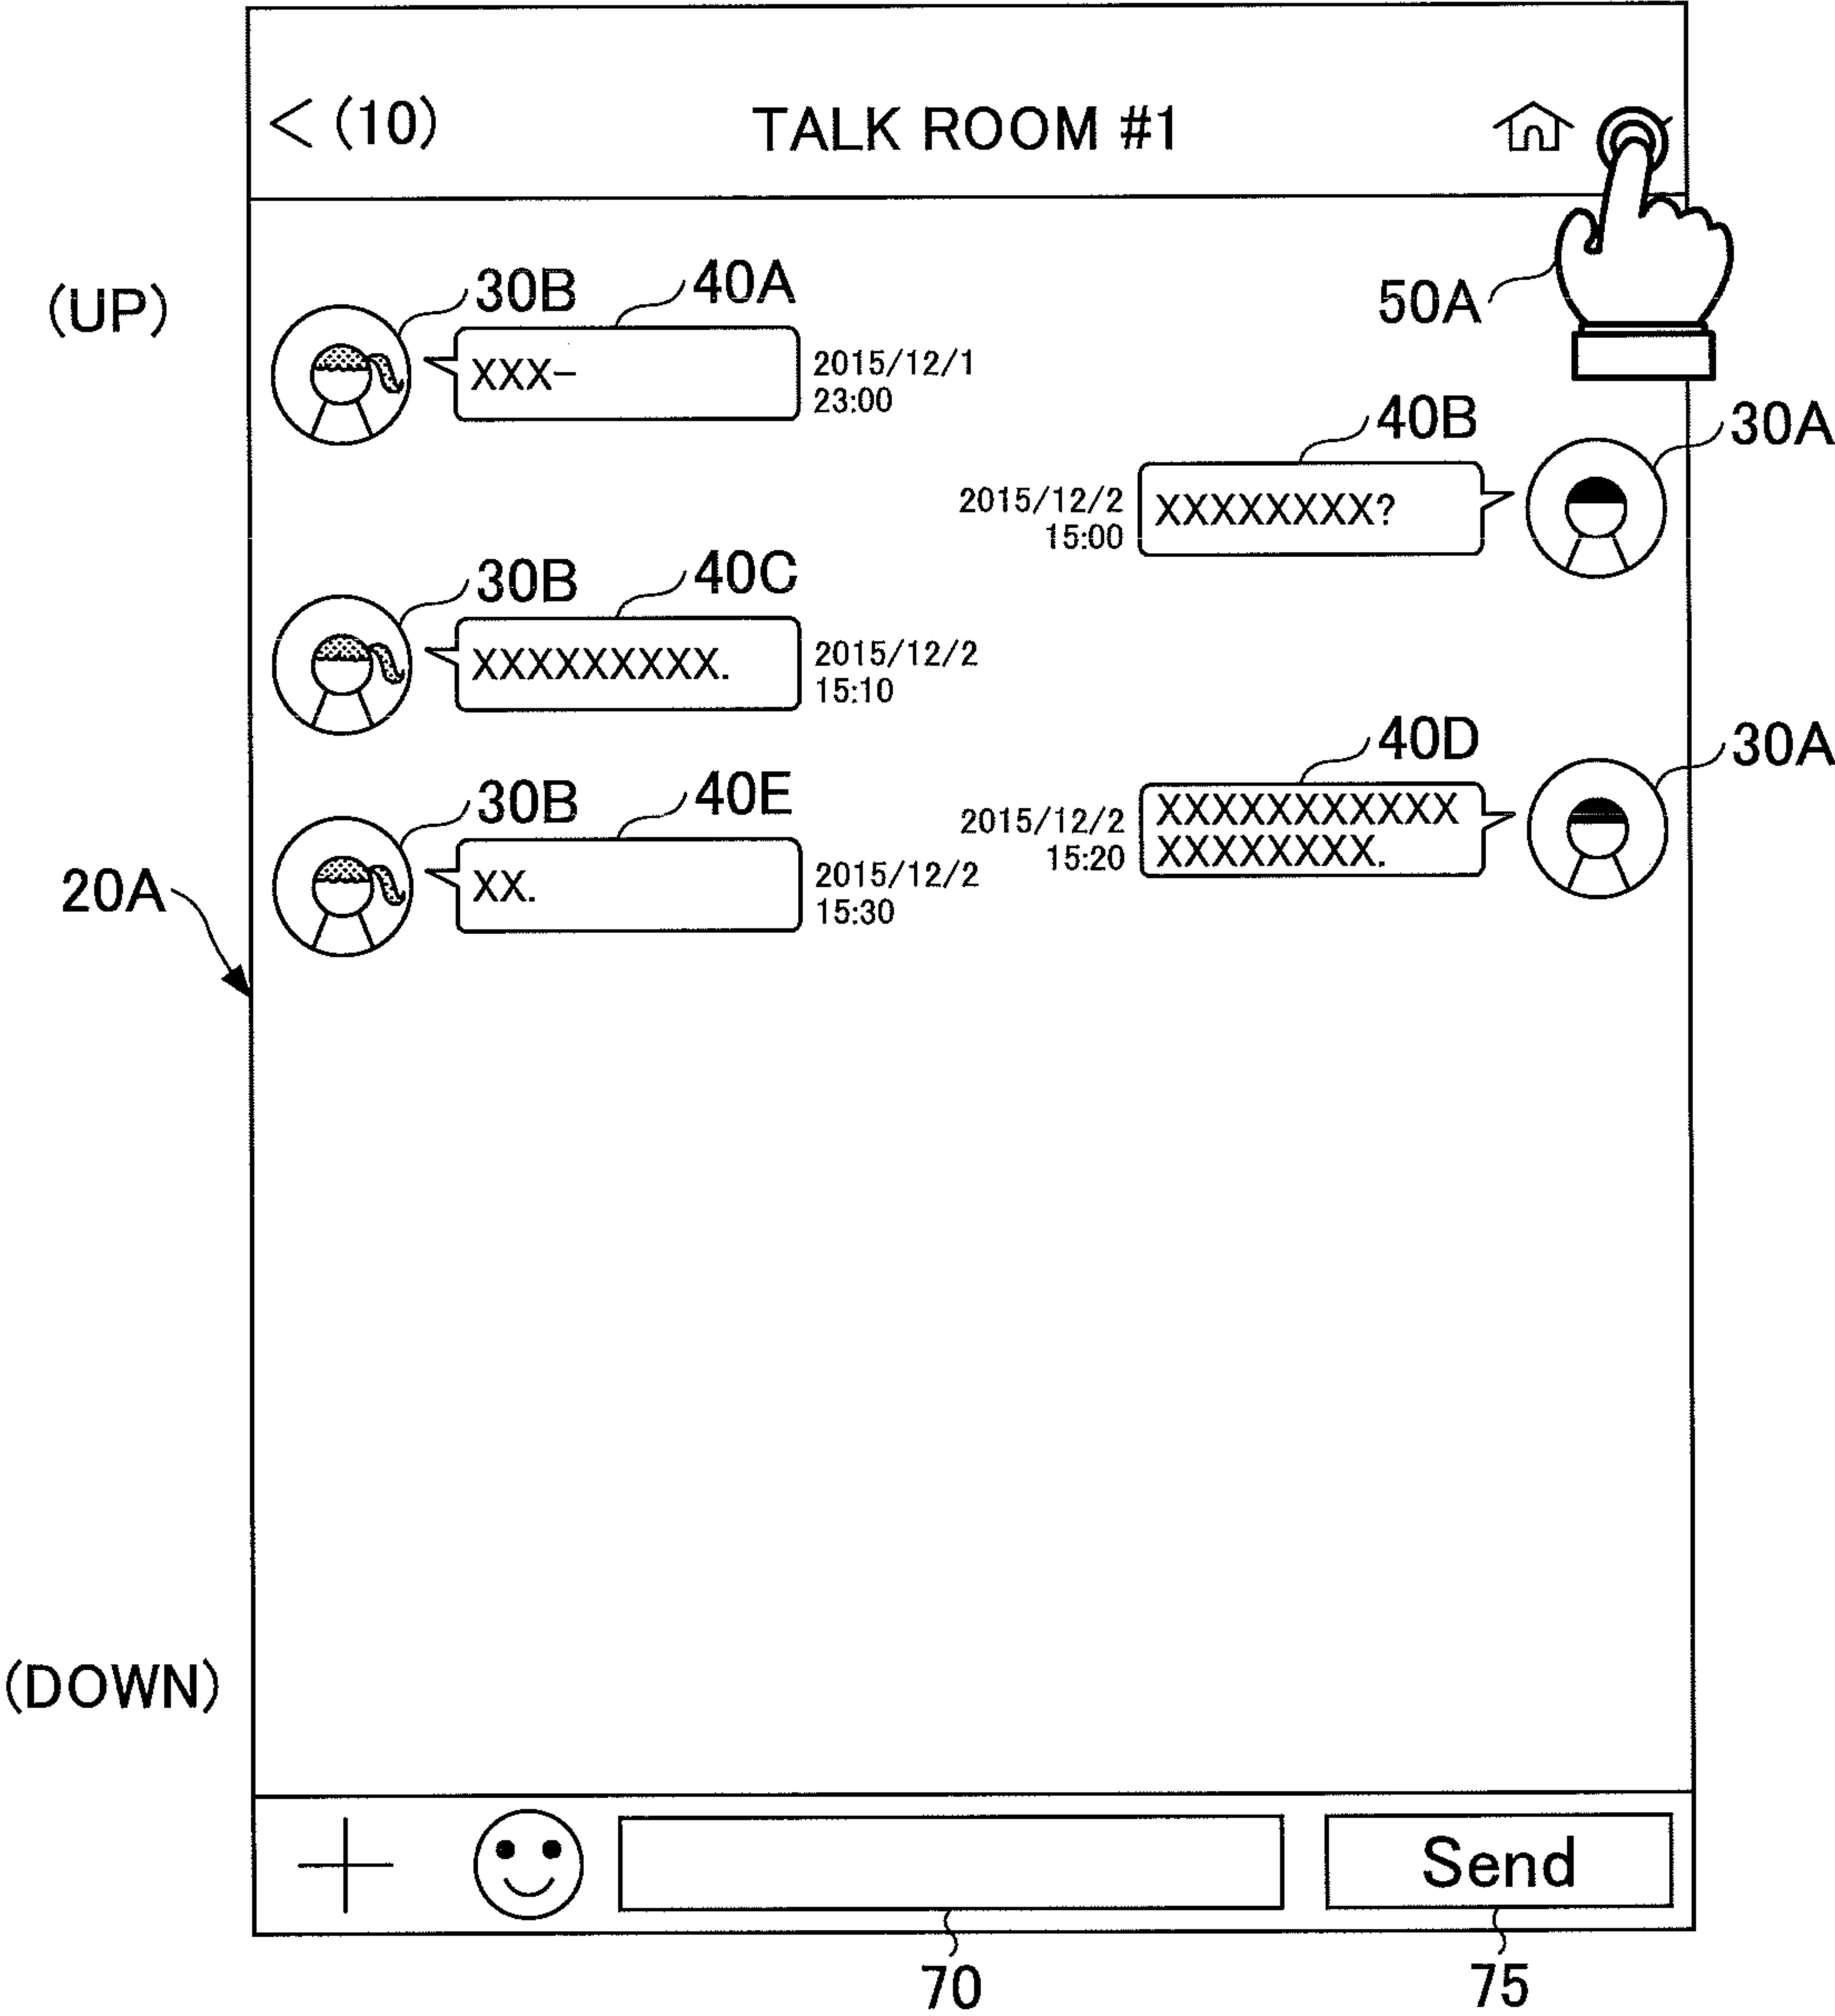 < (10)
TALK ROOM #1
(UP)
30B
40A
50A
XXX-
2015/12/1
23:00
40B
30A
2015/12/2
15:00
XXXXXXXX?
30B
40C
XXXXXXXXX.
2015/12/2
15:10
40D
30A
2015/12/2
15:20
XXXXXXXXXXX
XXXXXXXX.
30B
40E
XX.
2015/12/2
15:30
20A
(DOWN)
Send
70
75